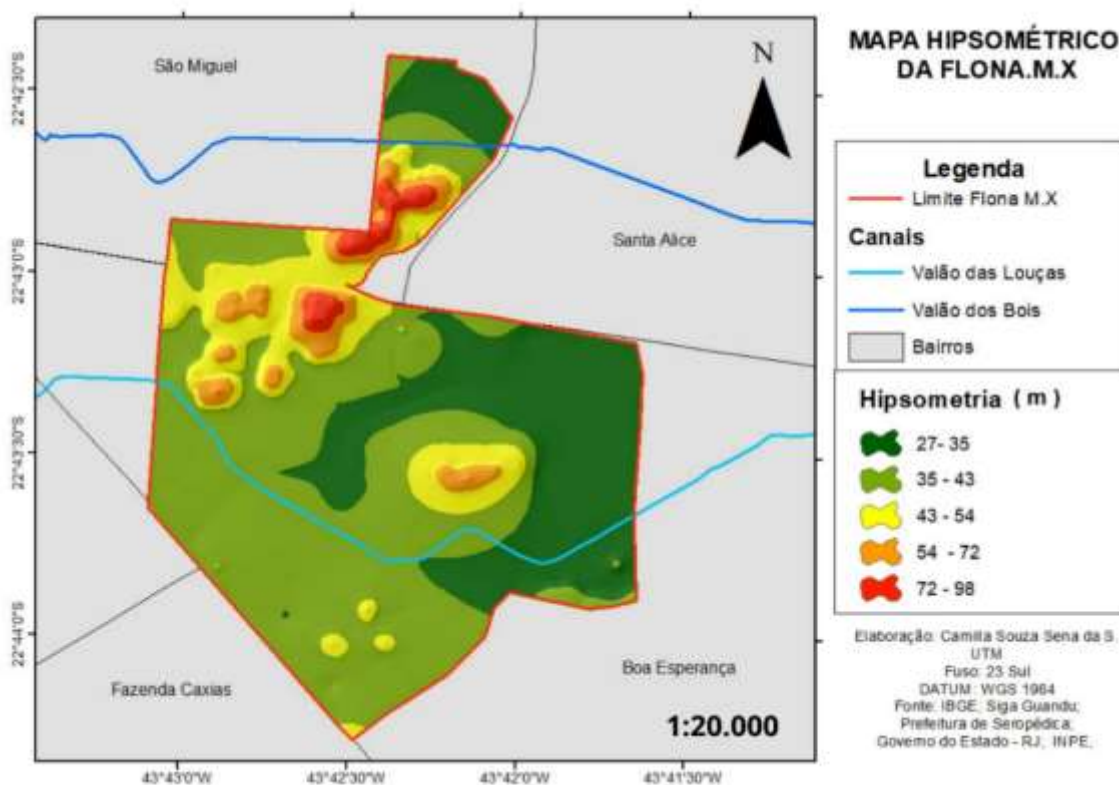 MAPA HIPSOMÉTRICO
DA FLONA.M.X
N
São Miguel
Santa Alice
Fazenda Caxias
Boa Esperança
1:20.000
22°42'30"S
22°43'0"S
22°43'30"S
22°44'0"S
43°43'0"W
43°42'30"W
43°42'0"W
43°41'30"W
Legenda
Limite Flona M.X
Canais
Valão das Louças
Valão dos Bois
Bairros
Hipsometria ( m )
27- 35
35 - 43
43 - 54
54 - 72
72 - 98
Elaboração: Camilla Souza Sena da S.
UTM
Fuso: 23 Sul
DATUM: WGS 1984
Fonte: IBGE, Siga Guandu;
Prefeitura de Seropédica;
Governo do Estado - RJ, INPE,